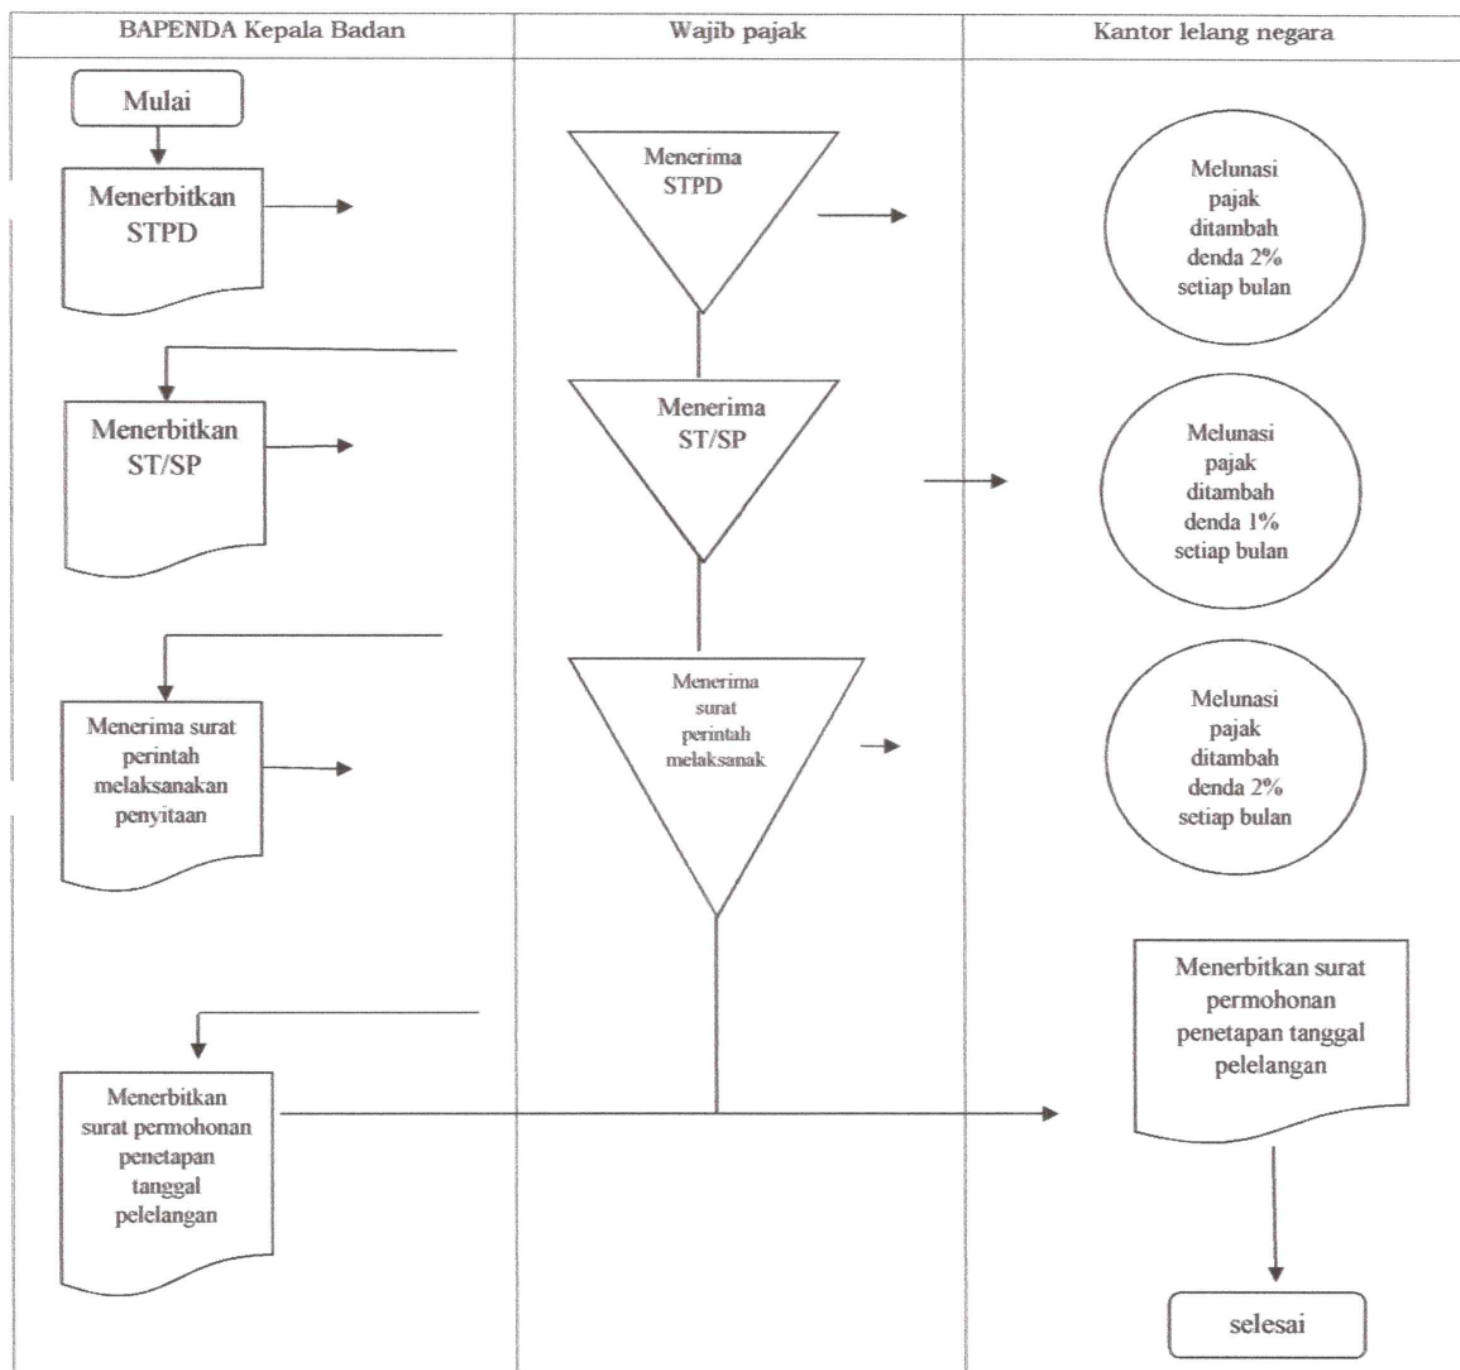 BAPENDA Kepala Badan
Wajib pajak
Kantor lelang negara
Mulai
Menerbitkan
STPD
Menerima
STPD
Melunasi
pajak
ditambah
denda 2%
setiap bulan
Menerbitkan
ST/SP
Menerima
ST/SP
Melunasi
pajak
ditambah
denda 1%
setiap bulan
Menerima surat
perintah
melaksanakan
penyitaan
Menerima
surat
perintah
melaksanak
Melunasi
pajak
ditambah
denda 2%
setiap bulan
Menerbitkan
surat permohonan
penetapan
tanggal
pelelangan
Menerbitkan surat
permohonan
penetapan tanggal
pelelangan
selesai